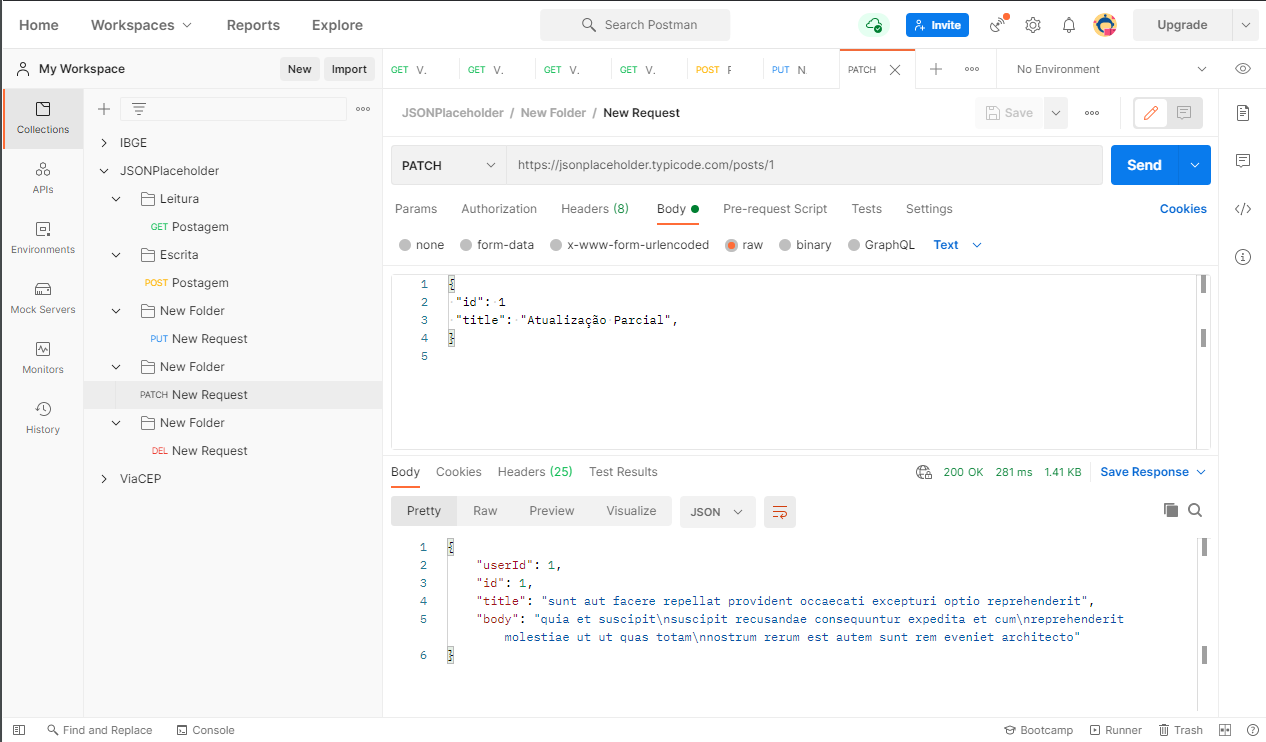 Home Workspaces Reports Explore Search Postman Invite Upgrade
My Workspace New Import GET V. GET V. GET V. GET V. POST PUT N. PATCH No Environment
Collections
APIs
Environments
Mock Servers
Monitors
History
IBGE
JSONPlaceholder
Leitura
GET Postagem
Escrita
POST Postagem
New Folder
PUT New Request
New Folder
PATCH New Request
New Folder
DEL New Request
ViaCEP
JSONPlaceholder / New Folder / New Request Save
PATCH https://jsonplaceholder.typicode.com/posts/1 Send
Params Authorization Headers (8) Body Pre-request Script Tests Settings Cookies
none form-data x-www-form-urlencoded raw binary GraphQL Text
1 {
2 "id": 1
3 "title": "Atualização Parcial",
4 }
5
Body Cookies Headers (25) Test Results 200 OK 281 ms 1.41 KB Save Response
Pretty Raw Preview Visualize JSON
1 {
2 "userId": 1,
3 "id": 1,
4 "title": "sunt aut facere repellat provident occaecati excepturi optio reprehenderit",
5 "body": "quia et suscipit\nsuscipit recusandae consequuntur expedita et cum\nreprehenderit
molestiae ut ut quas totam\nnostrum rerum est autem sunt rem eveniet architecto"
6 }
Find and Replace Console Bootcamp Runner Trash